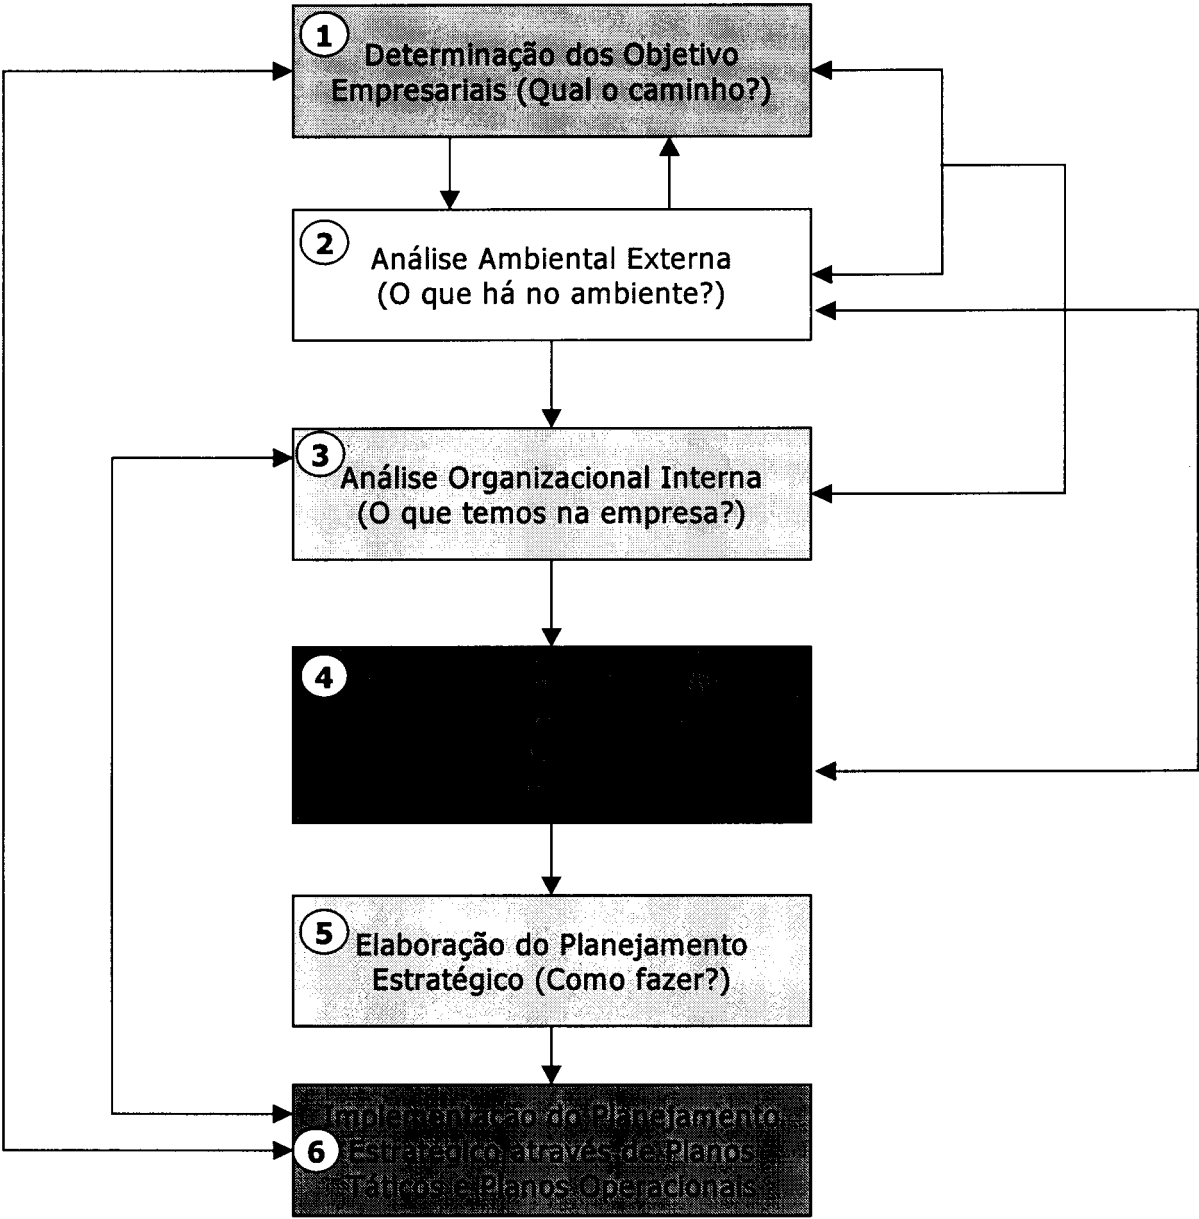 1
Determinação dos Objetivo
Empresariais (Qual o caminho?)
2
Análise Ambiental Externa
(O que há no ambiente?)
3
Análise Organizacional Interna
(O que temos na empresa?)
4
5
Elaboração do Planejamento
Estratégico (Como fazer?)
Implementação do Planejamento
6
Estratégico através de Planos
Táticos e Planos Operacionais